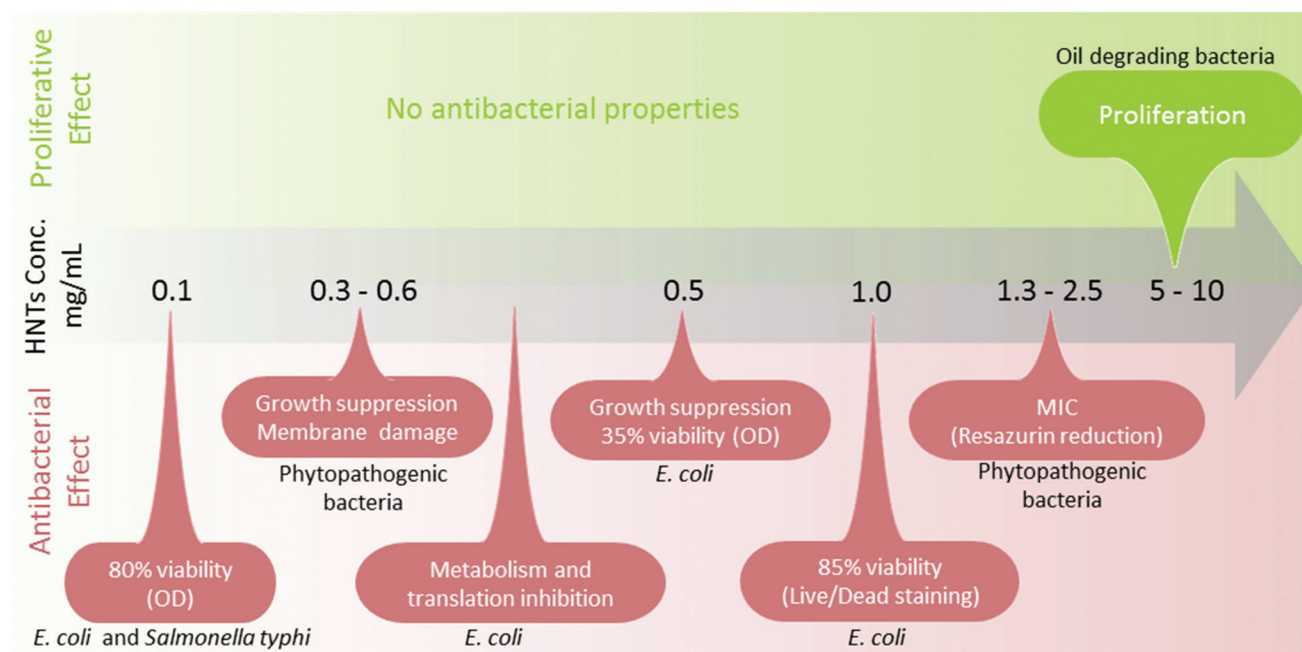 Oil degrading bacteria
Proliferative
Effect
No antibacterial properties
Proliferation
HNTs Conc.
mg/mL
0.1
0.3 - 0.6
0.5
1.0
1.3 - 2.5
5 - 10
Antibacterial
Effect
Growth suppression
Membrane damage
Phytopathogenic
bacteria
Growth suppression
35% viability (OD)
E. coli
MIC
(Resazurin reduction)
Phytopathogenic
bacteria
80% viability
(OD)
E. coli and Salmonella typhi
Metabolism and
translation inhibition
E. coli
85% viability
(Live/Dead staining)
E. coli